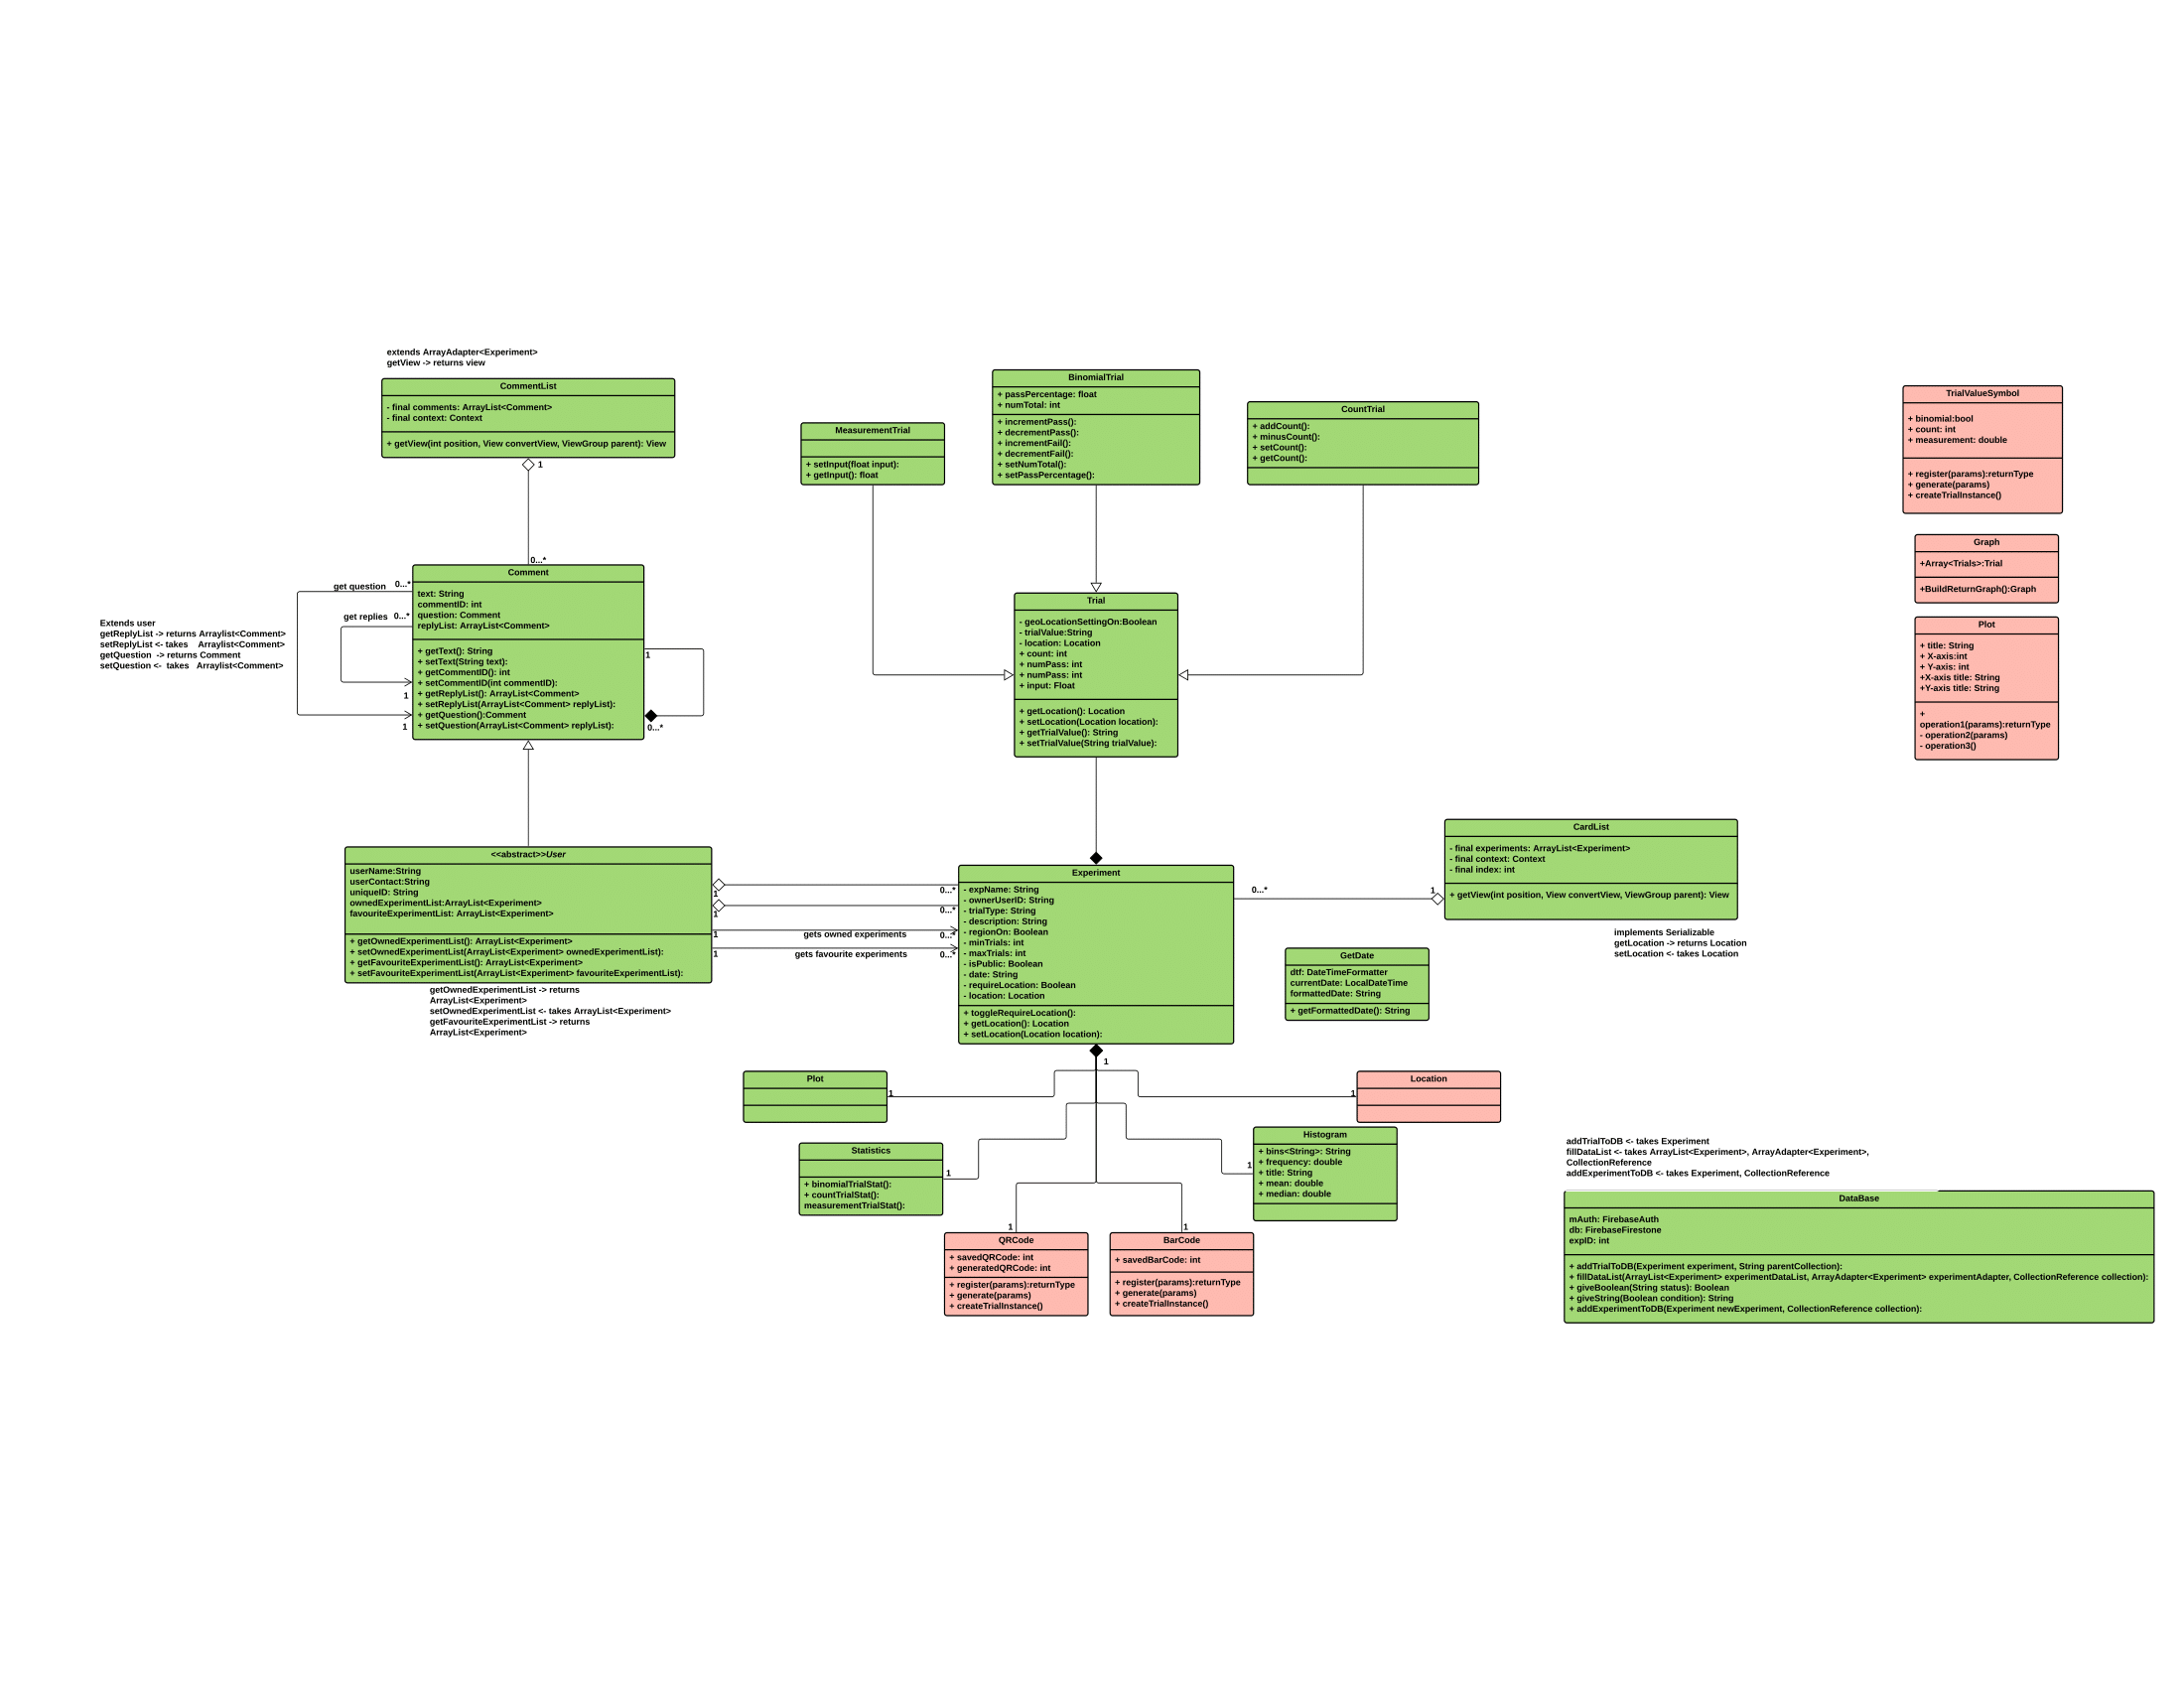 extends ArrayAdapter<Experiment>
getView -> returns view
CommentList
- final comments: ArrayList<Comment>
- final context: Context
+ getView(int position, View convertView, ViewGroup parent): View
1
0...*
Comment
text: String
commentID: int
question: Comment
replyList: ArrayList<Comment>
+ getText(): String
+ setText(String text):
+ getCommentID(): int
+ setCommentID(int commentID):
+ getReplyList(): ArrayList<Comment>
+ setReplyList(ArrayList<Comment> replyList):
+ getQuestion():Comment
+ setQuestion(ArrayList<Comment> replyList):
get question
0...*
get replies
0...*
1
1
1
0...*
Extends user
getReplyList -> returns Arraylist<Comment>
setReplyList <- takes    Arraylist<Comment>
getQuestion  -> returns Comment
setQuestion <-  takes   Arraylist<Comment>
<<abstract>>User
userName:String
userContact:String
uniqueID: String
ownedExperimentList:ArrayList<Experiment>
favouriteExperimentList: ArrayList<Experiment>
+ getOwnedExperimentList(): ArrayList<Experiment>
+ setOwnedExperimentList(ArrayList<Experiment> ownedExperimentList):
+ getFavouriteExperimentList(): ArrayList<Experiment>
+ setFavouriteExperimentList(ArrayList<Experiment> favouriteExperimentList):
getOwnedExperimentList -> returns
ArrayList<Experiment>
setOwnedExperimentList <- takes ArrayList<Experiment>
getFavouriteExperimentList -> returns
ArrayList<Experiment>
1
0...*
1
0...*
1
gets owned experiments
0...*
1
gets favourite experiments
0...*
MeasurementTrial
+ setInput(float input):
+ getInput(): float
BinomialTrial
+ passPercentage: float
+ numTotal: int
+ incrementPass():
+ decrementPass():
+ incrementFail():
+ decrementFail():
+ setNumTotal():
+ setPassPercentage():
CountTrial
+ addCount():
+ minusCount():
+ setCount():
+ getCount():
Trial
- geoLocationSettingOn:Boolean
- trialValue:String
- location: Location
+ count: int
+ numPass: int
+ numPass: int
+ input: Float
+ getLocation(): Location
+ setLocation(Location location):
+ getTrialValue(): String
+ setTrialValue(String trialValue):
Experiment
- expName: String
- ownerUserID: String
- trialType: String
- description: String
- regionOn: Boolean
- minTrials: int
- maxTrials: int
- isPublic: Boolean
- date: String
- requireLocation: Boolean
- location: Location
+ toggleRequireLocation():
+ getLocation(): Location
+ setLocation(Location location):
0...*
1
CardList
- final experiments: ArrayList<Experiment>
- final context: Context
- final index: int
+ getView(int position, View convertView, ViewGroup parent): View
implements Serializable
getLocation -> returns Location
setLocation <- takes Location
GetDate
dtf: DateTimeFormatter
currentDate: LocalDateTime
formattedDate: String
+ getFormattedDate(): String
1
Plot
1
Location
1
Statistics
+ binomialTrialStat():
+ countTrialStat():
measurementTrialStat():
1
Histogram
+ bins<String>: String
+ frequency: double
+ title: String
+ mean: double
+ median: double
1
QRCode
+ savedQRCode: int
+ generatedQRCode: int
+ register(params):returnType
+ generate(params)
+ createTrialInstance()
1
BarCode
+ savedBarCode: int
+ register(params):returnType
+ generate(params)
+ createTrialInstance()
1
TrialValueSymbol
+ binomial:bool
+ count: int
+ measurement: double
+ register(params):returnType
+ generate(params)
+ createTrialInstance()
Graph
+Array<Trials>:Trial
+BuildReturnGraph():Graph
Plot
+ title: String
+ X-axis:int
+ Y-axis: int
+X-axis title: String
+Y-axis title: String
+
operation1(params):returnType
- operation2(params)
- operation3()
addTrialToDB <- takes Experiment
fillDataList <- takes ArrayList<Experiment>, ArrayAdapter<Experiment>,
CollectionReference
addExperimentToDB <- takes Experiment, CollectionReference
DataBase
mAuth: FirebaseAuth
db: FirebaseFirestone
expID: int
+ addTrialToDB(Experiment experiment, String parentCollection):
+ fillDataList(ArrayList<Experiment> experimentDataList, ArrayAdapter<Experiment> experimentAdapter, CollectionReference collection):
+ giveBoolean(String status): Boolean
+ giveString(Boolean condition): String
+ addExperimentToDB(Experiment newExperiment, CollectionReference collection):